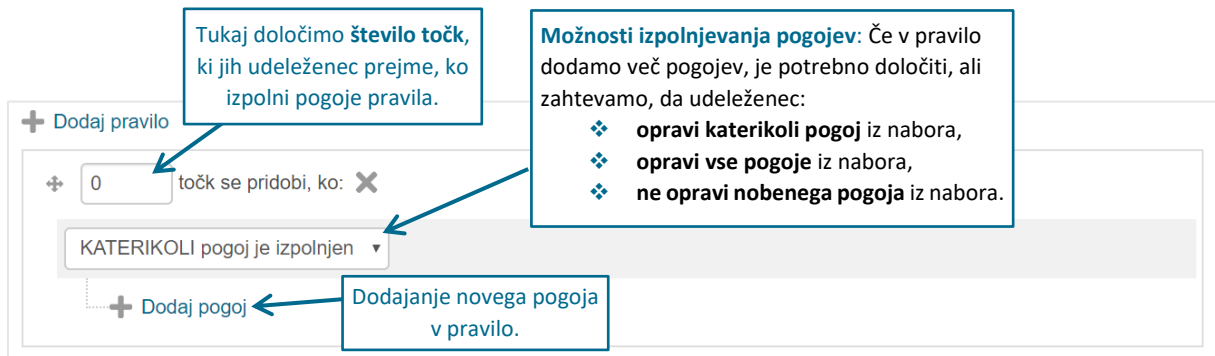 Tukaj določimo število točk,
ki jih udeleženec prejme, ko
izpolni pogoje pravila.
Možnosti izpolnjevanja pogojev: Če v pravilo
dodamo več pogojev, je potrebno določiti, ali
zahtevamo, da udeleženec:
❖ opravi katerikoli pogoj iz nabora,
❖ opravi vse pogoje iz nabora,
❖ ne opravi nobenega pogoja iz nabora.
Dodaj pravilo
0 točk se pridobi, ko:
KATERIKOLI pogoj je izpolnjen
Dodaj pogoj
Dodajanje novega pogoja
v pravilo.